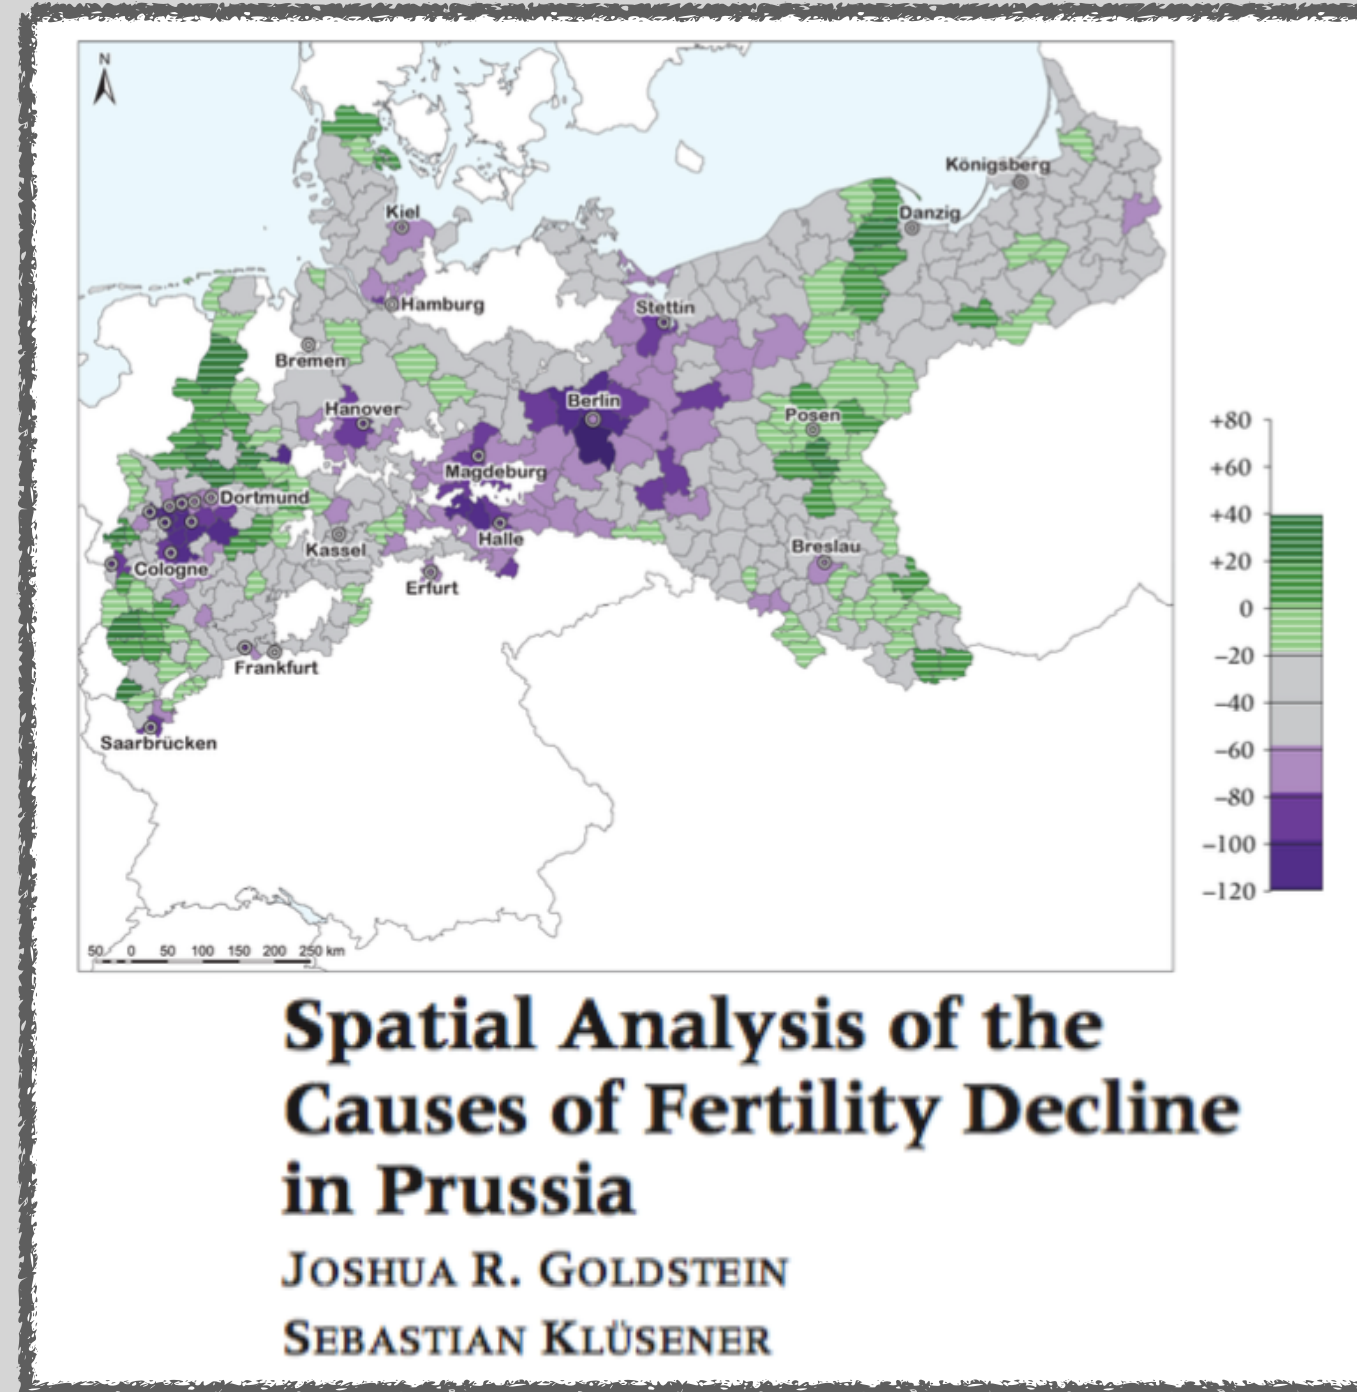 N
Königsberg
Kiel
Danzig
Hamburg
Stettin
Bremen
Berlin
Hanover
Posen
Magdeburg
Dortmund
Halle
Kassel
Breslau
Cologne
Erfurt
Frankfurt
Saarbrücken
+80
+60
+40
+20
0
−20
−40
−60
−80
−100
−120
50 0 50 100 150 200 250 km
Spatial Analysis of the
Causes of Fertility Decline
in Prussia
JOSHUA R. GOLDSTEIN
SEBASTIAN KLÜSENER